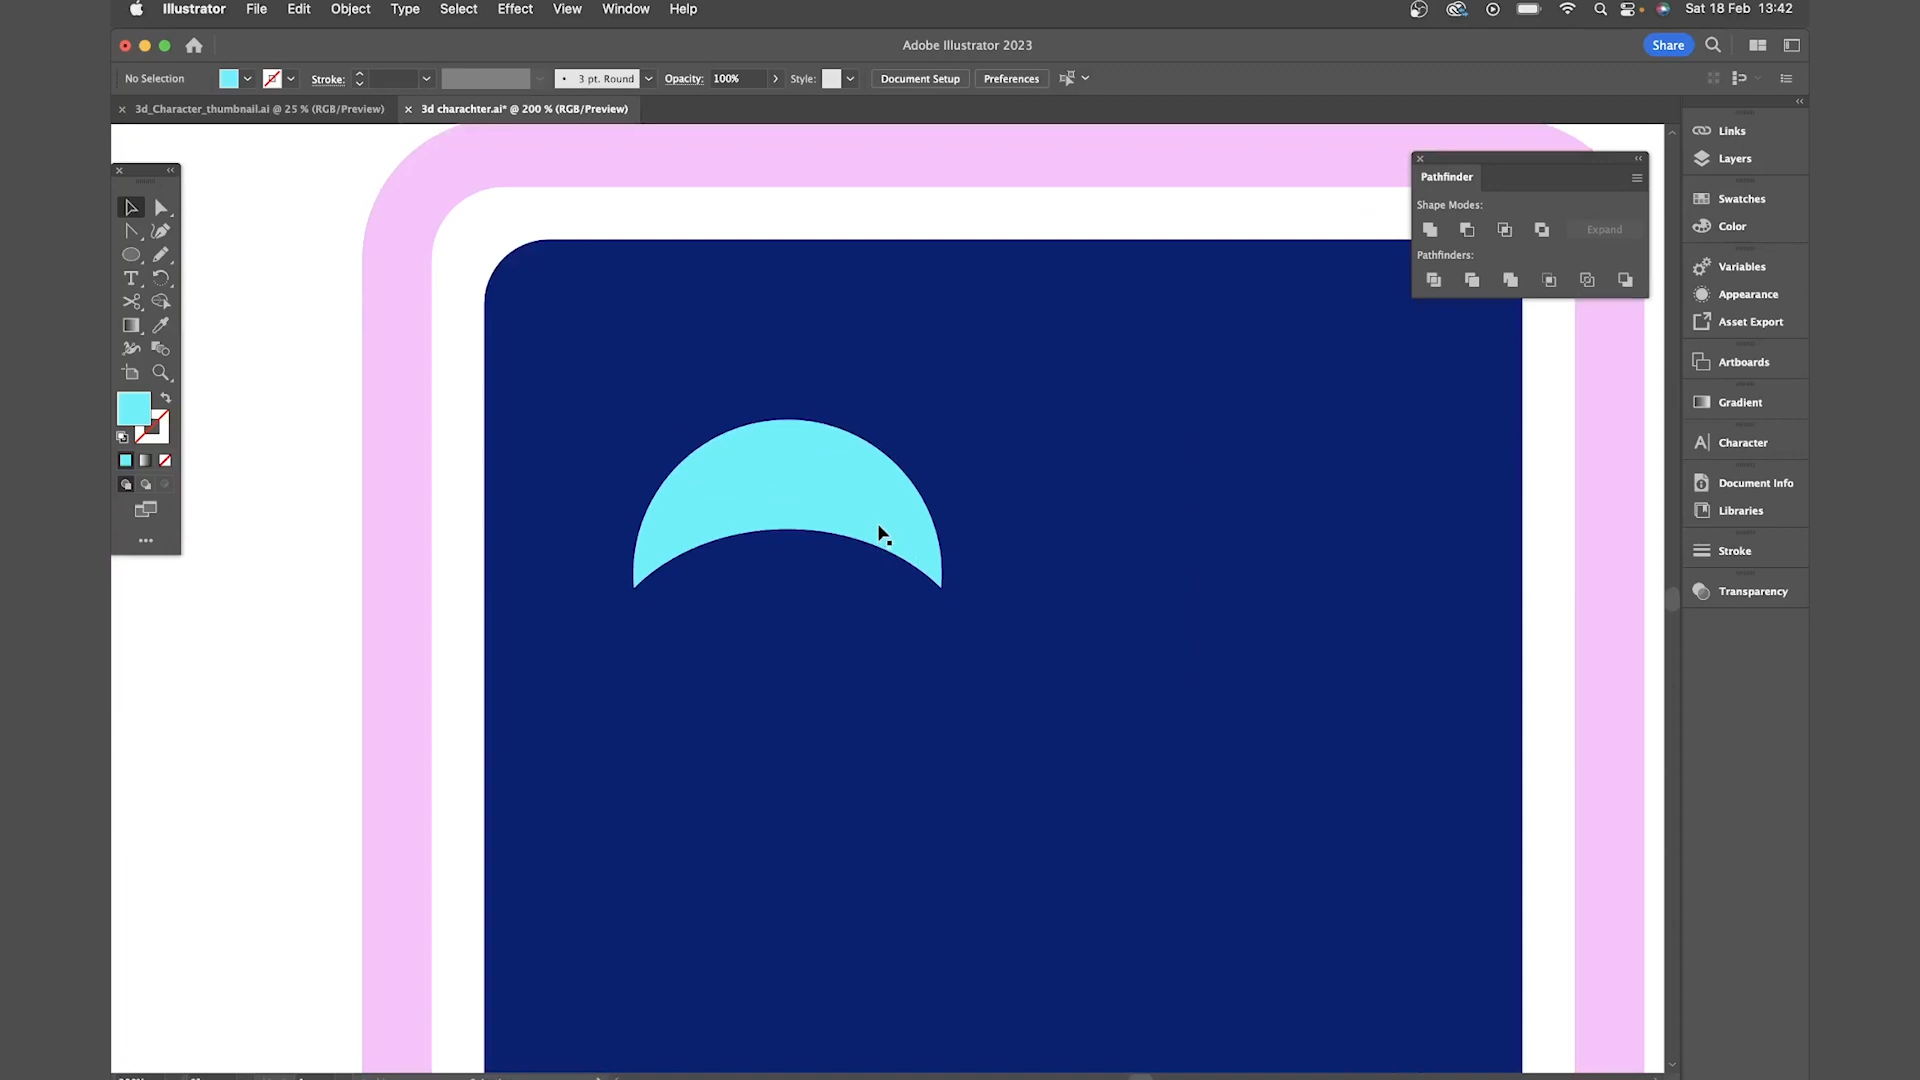 Illustrator File Edit Object Type Select Effect View Window Help Sat 18 Feb 13:42
Adobe Illustrator 2023 Share
No Selection Stroke: 3 pt. Round Opacity: 100% Style: Document Setup Preferences
3d_Character_thumbnail.ai @ 25 % (RGB/Preview) 3d charachter.ai* @ 200 % (RGB/Preview)
Pathfinder
Shape Modes:
Expand
Pathfinders:
Links
Layers
Swatches
Color
Variables
Appearance
Asset Export
Artboards
Gradient
Character
Document Info
Libraries
Stroke
Transparency